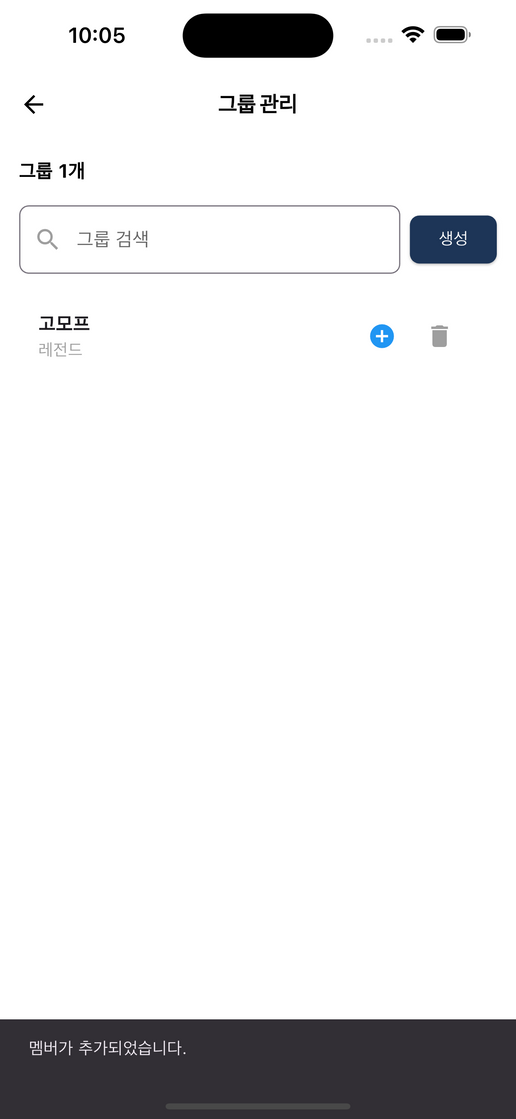 10:05
그룹 관리
그룹 1개
그룹 검색
생성
고모프
레전드
멤버가 추가되었습니다.